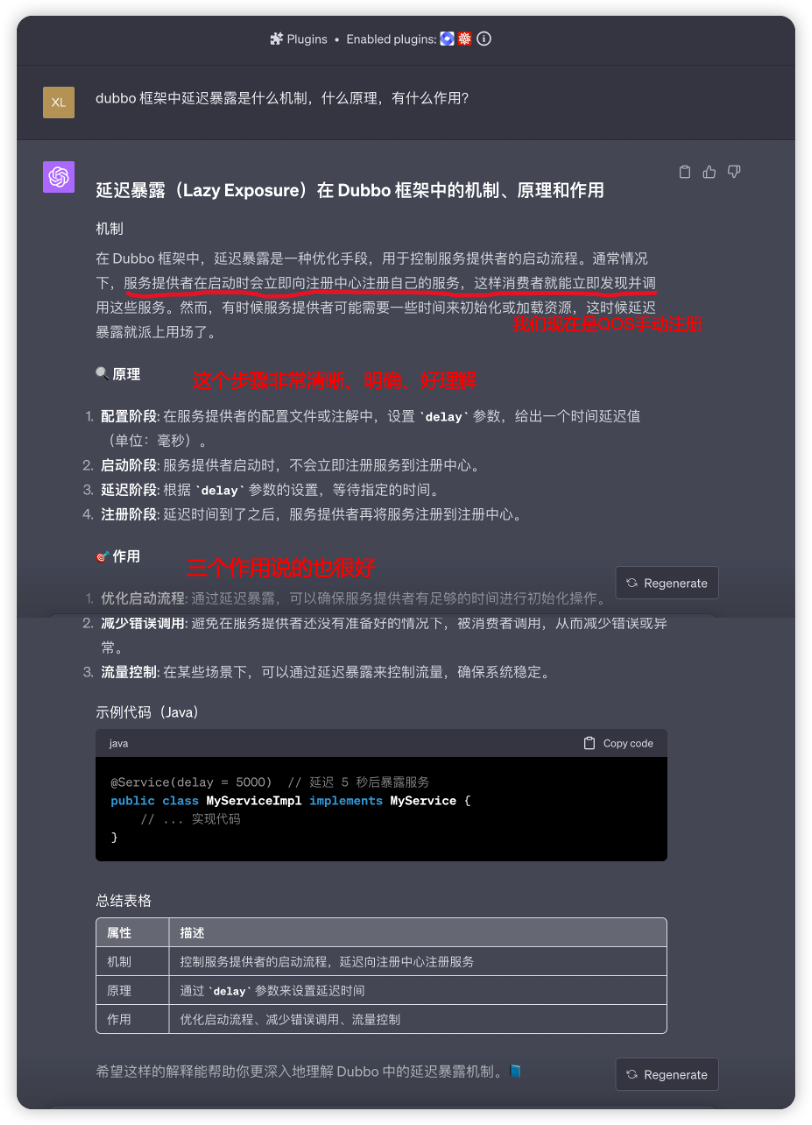 Plugins • Enabled plugins:
XL
dubbo 框架中延迟暴露是什么机制，什么原理，有什么作用？
延迟暴露（Lazy Exposure）在 Dubbo 框架中的机制、原理和作用
机制
在 Dubbo 框架中，延迟暴露是一种优化手段，用于控制服务提供者的启动流程。通常情况
下，服务提供者在启动时会立即向注册中心注册自己的服务，这样消费者就能立即发现并调
用这些服务。然而，有时候服务提供者可能需要一些时间来初始化或加载资源，这时候延迟
我们现在是QOS手动注册
暴露就派上用场了。
原理
这个步骤非常清晰、明确、好理解
1. 配置阶段: 在服务提供者的配置文件或注解中，设置 `delay` 参数，给出一个时间延迟值
（单位：毫秒）。
2. 启动阶段: 服务提供者启动时，不会立即注册服务到注册中心。
3. 延迟阶段: 根据 `delay` 参数的设置，等待指定的时间。
4. 注册阶段: 延迟时间到了之后，服务提供者再将服务注册到注册中心。
作用
三个作用说的也很好
Regenerate
1. 优化启动流程: 通过延迟暴露，可以确保服务提供者有足够的时间进行初始化操作。
2. 减少错误调用: 避免在服务提供者还没有准备好的情况下，被消费者调用，从而减少错误或异
常。
3. 流量控制: 在某些场景下，可以通过延迟暴露来控制流量，确保系统稳定。
示例代码（Java）
java
Copy code
@Service(delay = 5000)  // 延迟 5 秒后暴露服务
public class MyServiceImpl implements MyService {
// ... 实现代码
}
总结表格
属性 描述
机制 控制服务提供者的启动流程，延迟向注册中心注册服务
原理 通过 `delay` 参数来设置延迟时间
作用 优化启动流程、减少错误调用、流量控制
希望这样的解释能帮助你更深入地理解 Dubbo 中的延迟暴露机制。
Regenerate